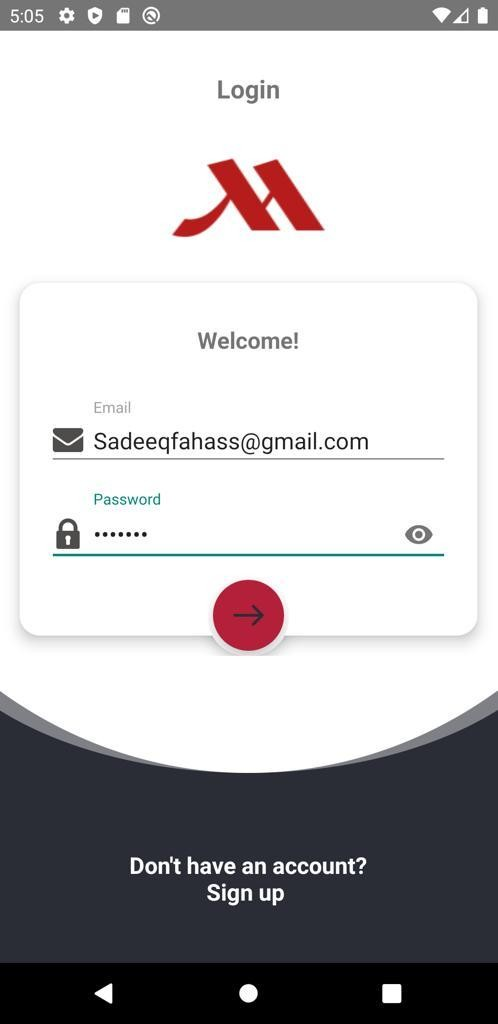 5:05
Login
Welcome!
Email
Sadeeqfahass@gmail.com
Password
•••••••
Don't have an account?
Sign up